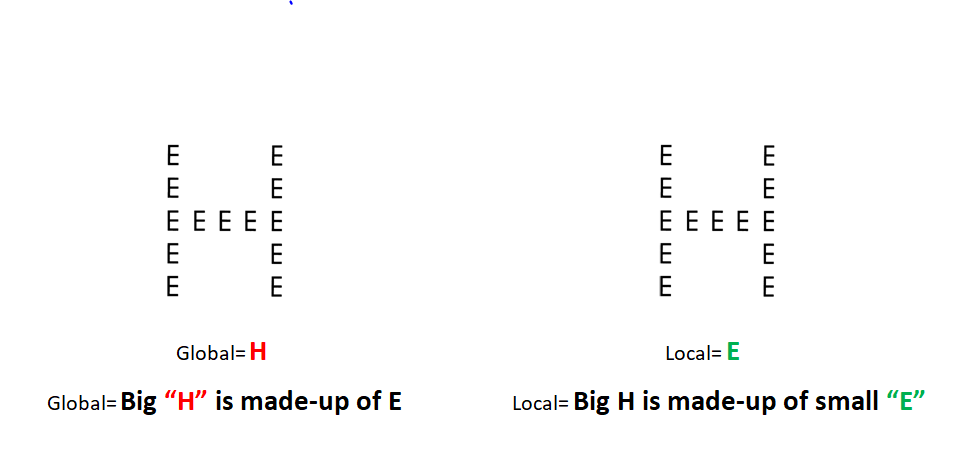 E E E E
E E E E
E E E E E E E E E E
E E E E
E E E E
Global= H Local= E
Global= Big “H” is made-up of E Local= Big H is made-up of small “E”